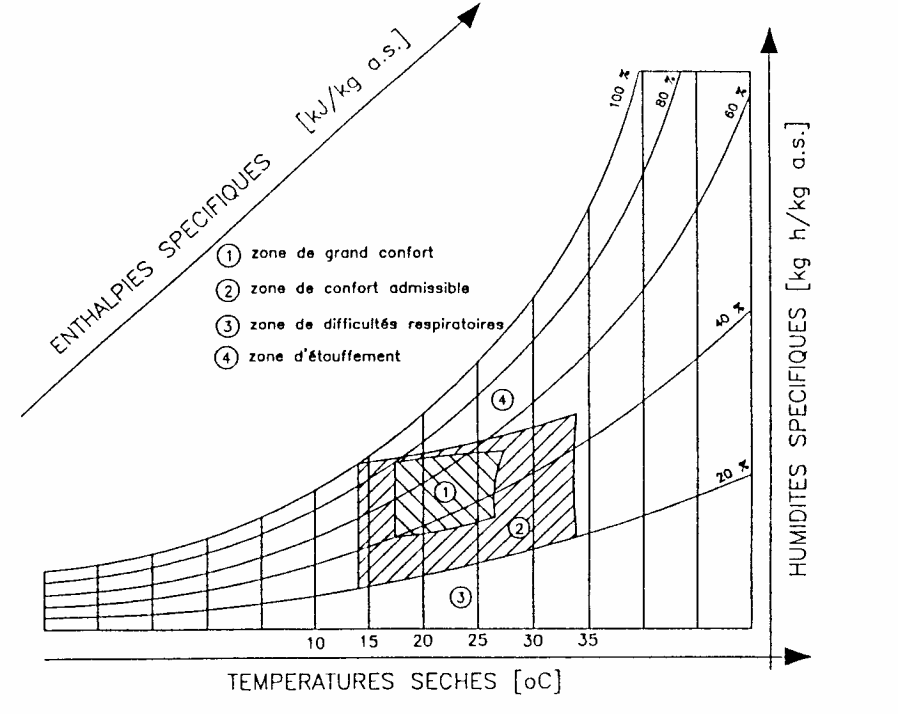 ENTHALPIES SPECIFIQUES [kJ/kg a.s.]
① zone de grand confort
② zone de confort admissible
③ zone de difficultés respiratoires
④ zone d'étouffement
100 %
80 %
60 %
40 %
20 %
4
1
2
3
10 15 20 25 30 35
TEMPERATURES SECHES [oC]
HUMIDITES SPECIFIQUES [kg h/kg a.s.]